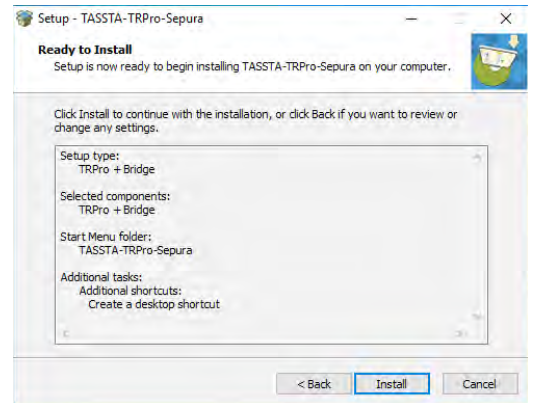 Setup - TASSTA-TRPro-Sepura
Ready to Install
Setup is now ready to begin installing TASSTA-TRPro-Sepura on your computer.
Click Install to continue with the installation, or click Back if you want to review or
change any settings.
Setup type:
TRPro + Bridge
Selected components:
TRPro + Bridge
Start Menu folder:
TASSTA-TRPro-Sepura
Additional tasks:
Additional shortcuts:
Create a desktop shortcut
< Back
Install
Cancel